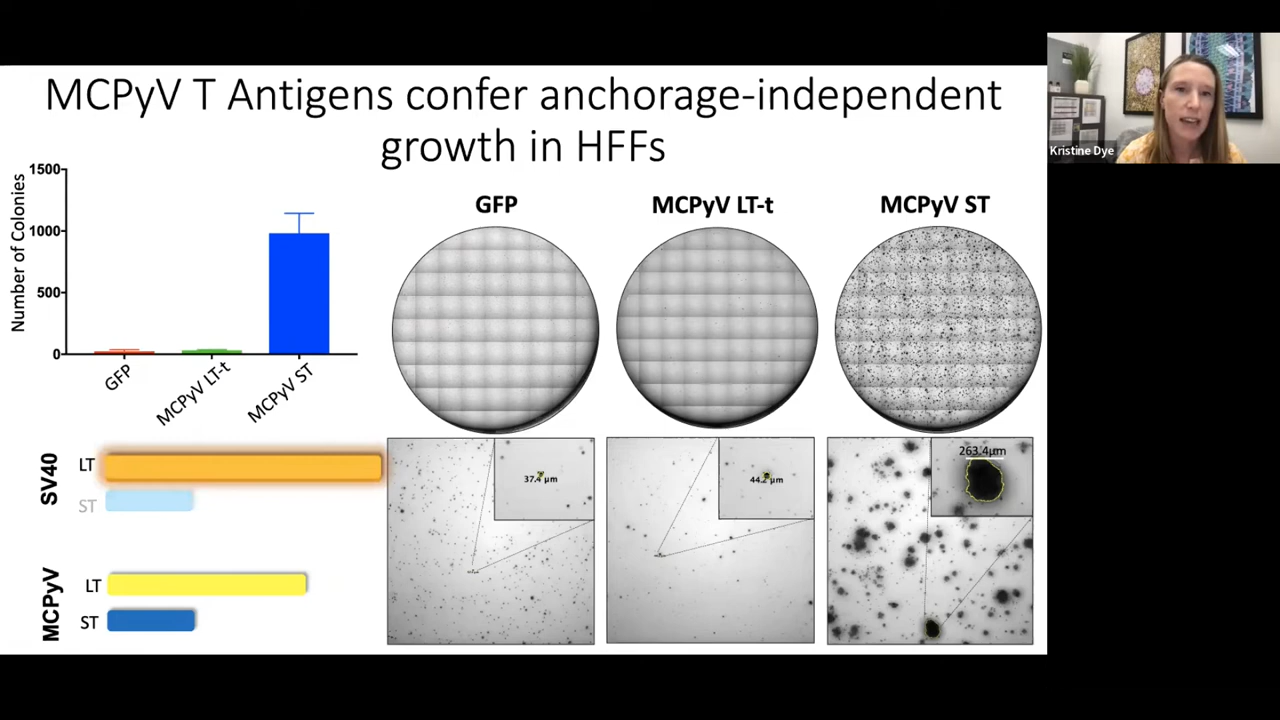 MCPyV T Antigens confer anchorage-independent
growth in HFFs
Kristine Dye
Number of Colonies
1500
1000
500
0
GFP
MCPyV LT-t
MCPyV ST
GFP
MCPyV LT-t
MCPyV ST
37.4 µm
44.2 µm
263.4µm
SV40
LT
ST
MCPyV
LT
ST